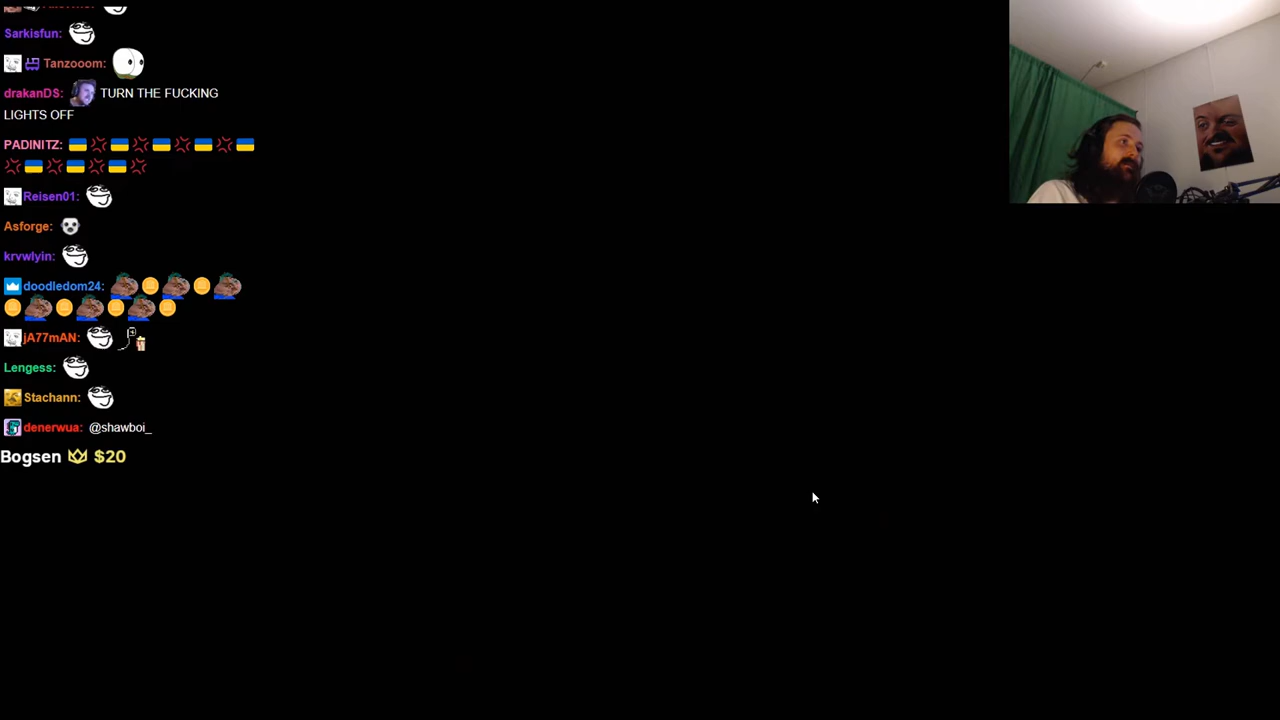 Sarkisfun:
Tanzooom:
drakanDS: TURN THE FUCKING
LIGHTS OFF
PADINITZ:
Reisen01:
Asforge:
krvwlyin:
doodledom24:
jA77mAN:
Lengess:
Stachann:
denerwua: @shawboi_
Bogsen $20